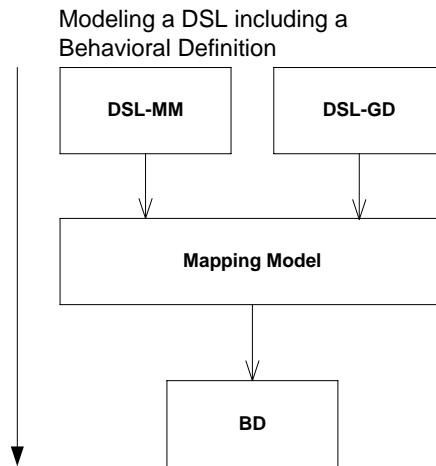 Modeling a DSL including a
Behavioral Definition
DSL-MM
DSL-GD
Mapping Model
BD